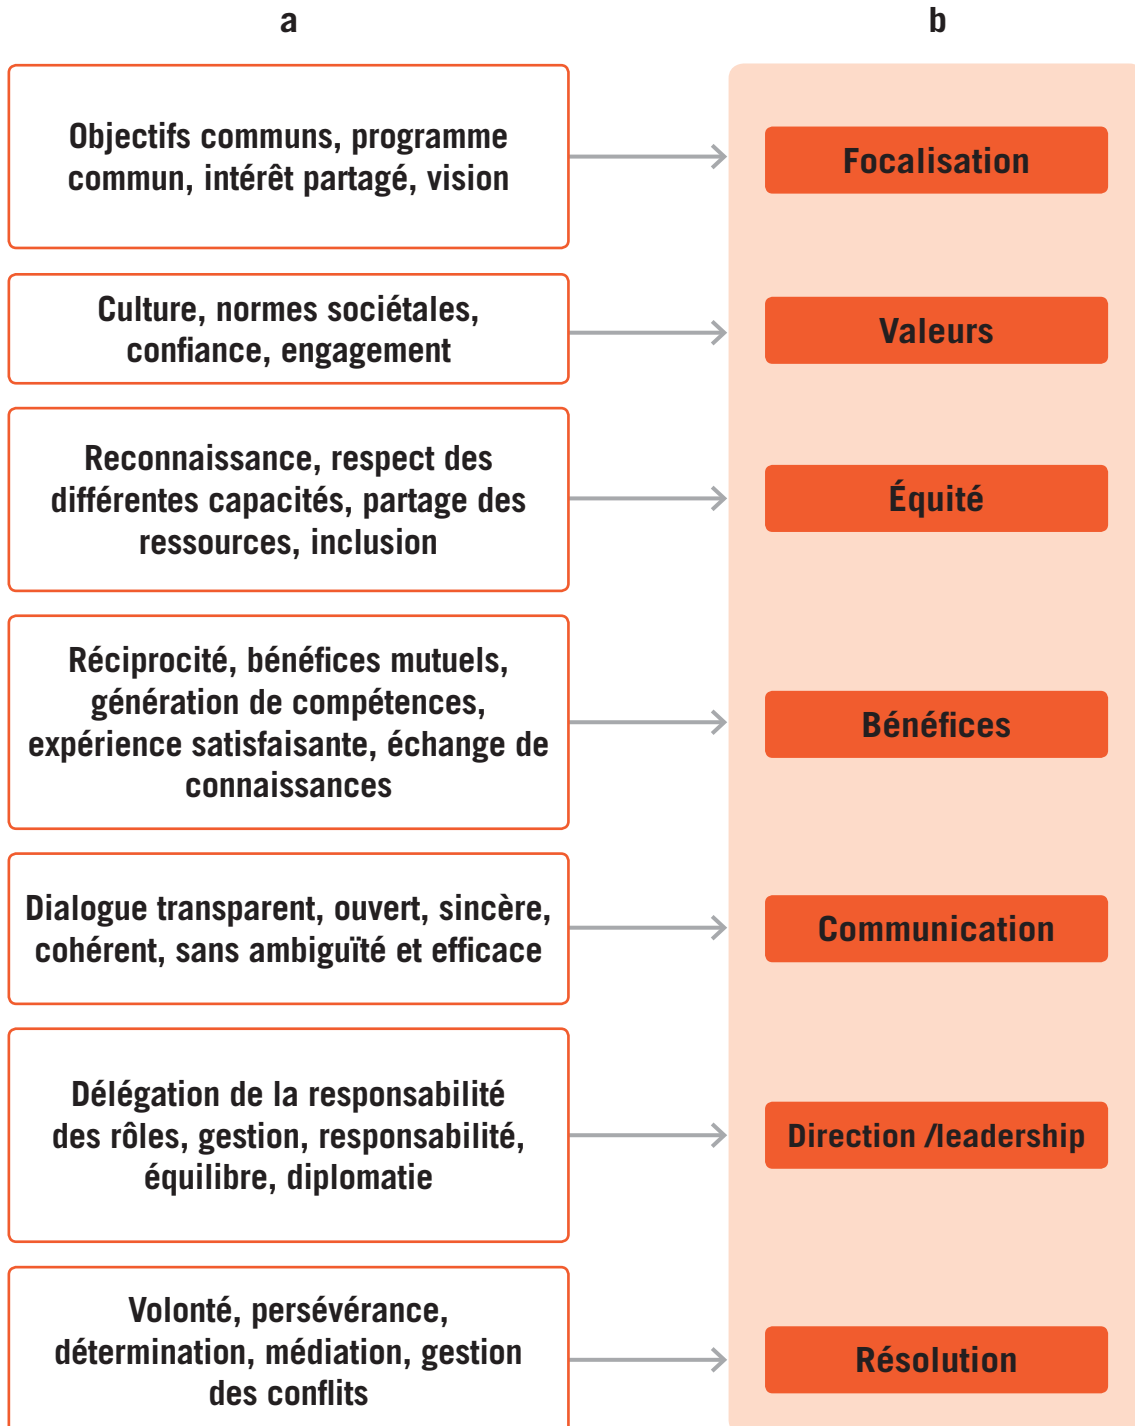 a
b
Objectifs communs, programme
commun, intérêt partagé, vision
Focalisation
Culture, normes sociétales,
confiance, engagement
Valeurs
Reconnaissance, respect des
différentes capacités, partage des
ressources, inclusion
Équité
Réciprocité, bénéfices mutuels,
génération de compétences,
expérience satisfaisante, échange de
connaissances
Bénéfices
Dialogue transparent, ouvert, sincère,
cohérent, sans ambiguïté et efficace
Communication
Délégation de la responsabilité
des rôles, gestion, responsabilité,
équilibre, diplomatie
Direction /leadership
Volonté, persévérance,
détermination, médiation, gestion
des conflits
Résolution